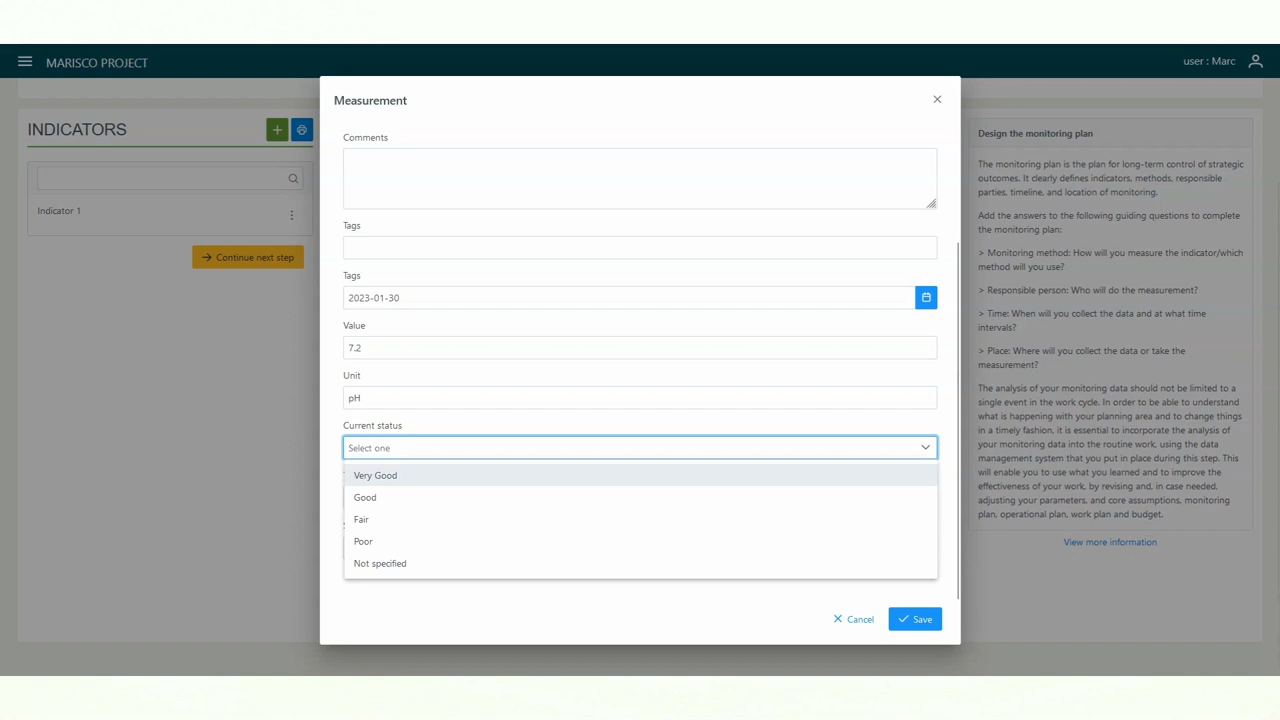 MARISCO PROJECT
user : Marc
INDICATORS
Indicator 1
Continue next step
Measurement
Comments
Tags
Tags
2023-01-30
Value
7.2
Unit
pH
Current status
Select one
Very Good
Good
Fair
Poor
Not specified
Cancel
Save
Design the monitoring plan
The monitoring plan is the plan for long-term control of strategic
outcomes. It clearly defines indicators, methods, responsible
parties, timeline, and location of monitoring.
Add the answers to the following guiding questions to complete
the monitoring plan:
> Monitoring method: How will you measure the indicator/which
method will you use?
> Responsible person: Who will do the measurement?
> Time: When will you collect the data and at what time
intervals?
> Place: Where will you collect the data or take the
measurement?
The analysis of your monitoring data should not be limited to a
single event in the work cycle. In order to be able to understand
what is happening with your planning area and to change things
in a timely fashion, it is essential to incorporate the analysis of
your monitoring data into the routine work, using the data
management system that you put in place during this step. This
will enable you to use what you learned and to improve the
effectiveness of your work, by revising and, in case needed,
adjusting your parameters, and core assumptions, monitoring
plan, operational plan, work plan and budget.
View more information